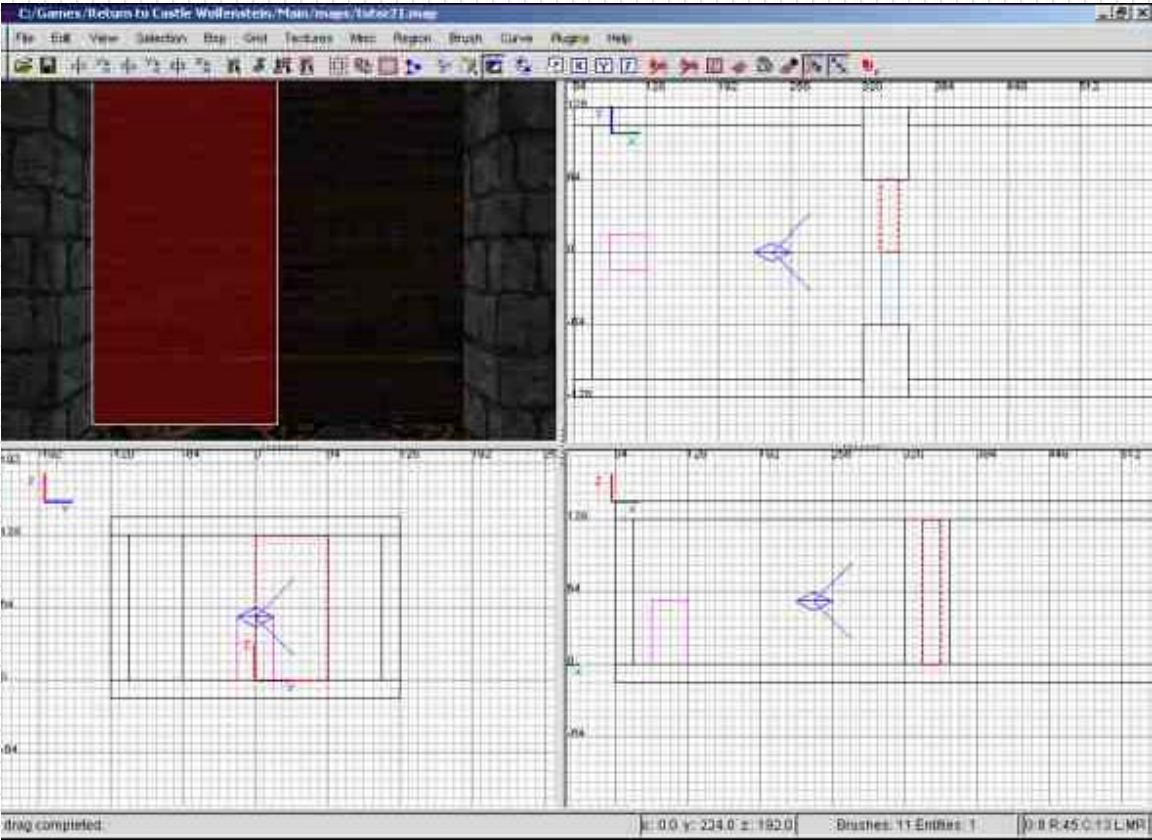 C:/Games/Return to Castle Wolfenstein/Main/maps/tutor21.map
File Edit View Selection Bsp Grid Textures Misc Region Brush Curve Plugins Help
64 128 192 256 320 384 448 512
128
64
0
-64
-128
Y
X
192 -192 -128 -64 0 64 128 192
128
64
0
-64
Z
Y
64 128 192 256 320 384 448 512
128
64
0
-64
Z
X
drag completed.
x: 0.0 y: 224.0 z: 192.0
Brushes: 11 Entities: 1